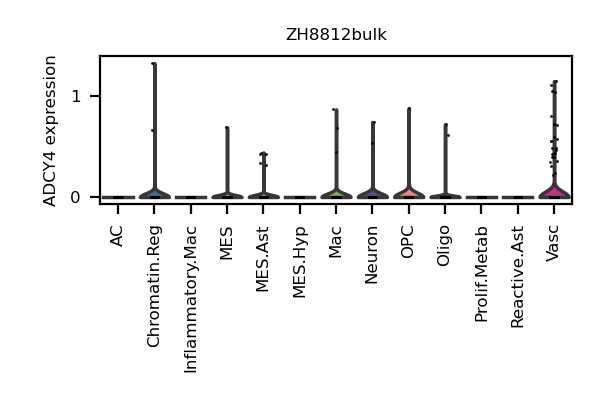 ZH8812bulk
ADCY4 expression
1
0
AC
Chromatin.Reg
Inflammatory.Mac
MES
MES.Ast
MES.Hyp
Mac
Neuron
OPC
Oligo
Prolif.Metab
Reactive.Ast
Vasc